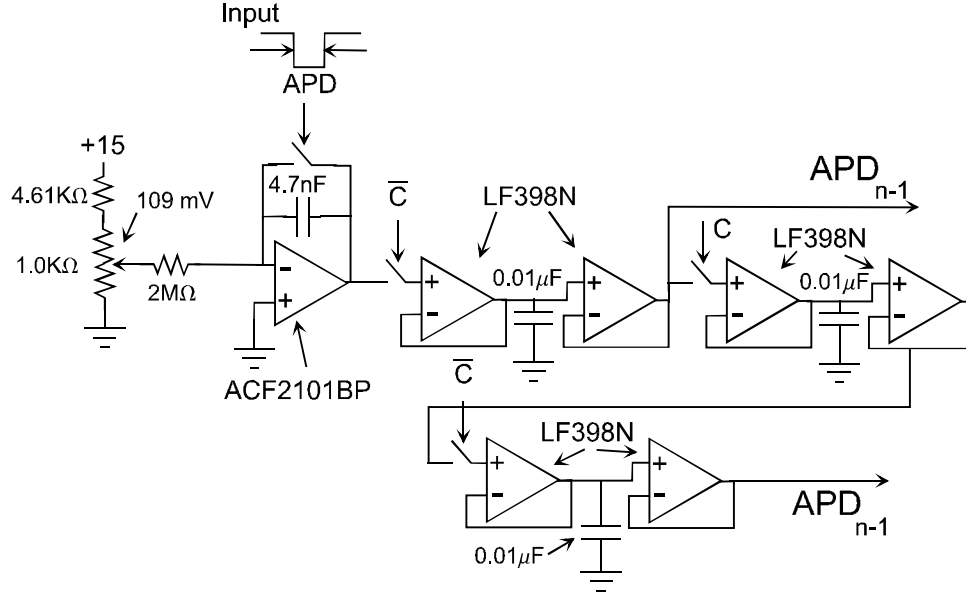 Input
APD
+15
4.61KΩ
109 mV
1.0KΩ
2MΩ
4.7nF
-
+
ACF2101BP
C̅
LF398N
+
-
0.01μF
+
-
APD
n-1
C
LF398N
+
-
0.01μF
+
-
C̅
LF398N
+
-
0.01μF
+
-
APD
n-1